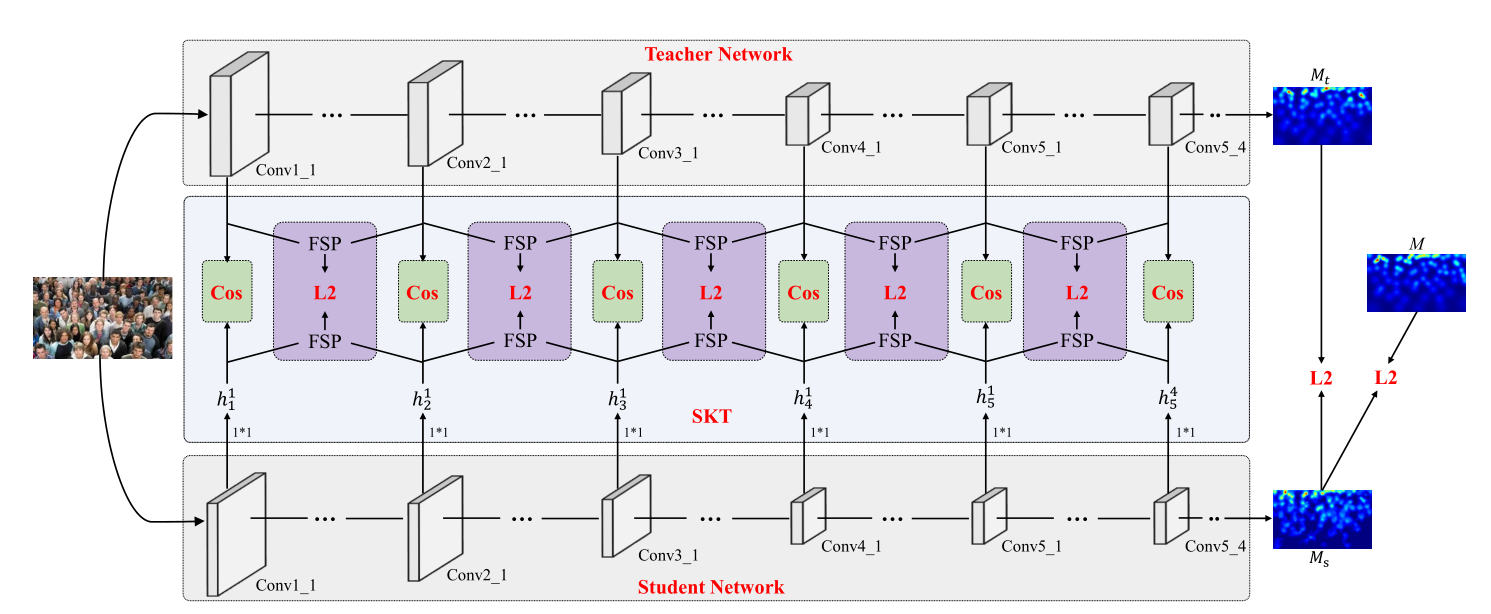 Teacher Network
Conv1_1 ... Conv2_1 ... Conv3_1 ... Conv4_1 ... Conv5_1 ... Conv5_4 ..
M_t
FSP FSP FSP FSP FSP
Cos L2 Cos L2 Cos L2 Cos L2 Cos L2 Cos
FSP FSP FSP FSP FSP
M
L2 L2
h_1^1 h_2^1 h_3^1 h_4^1 h_5^1 h_5^4
SKT
1*1 1*1 1*1 1*1 1*1 1*1
... ... ... ... ... ..
Conv1_1 Conv2_1 Conv3_1 Conv4_1 Conv5_1 Conv5_4
M_s
Student Network